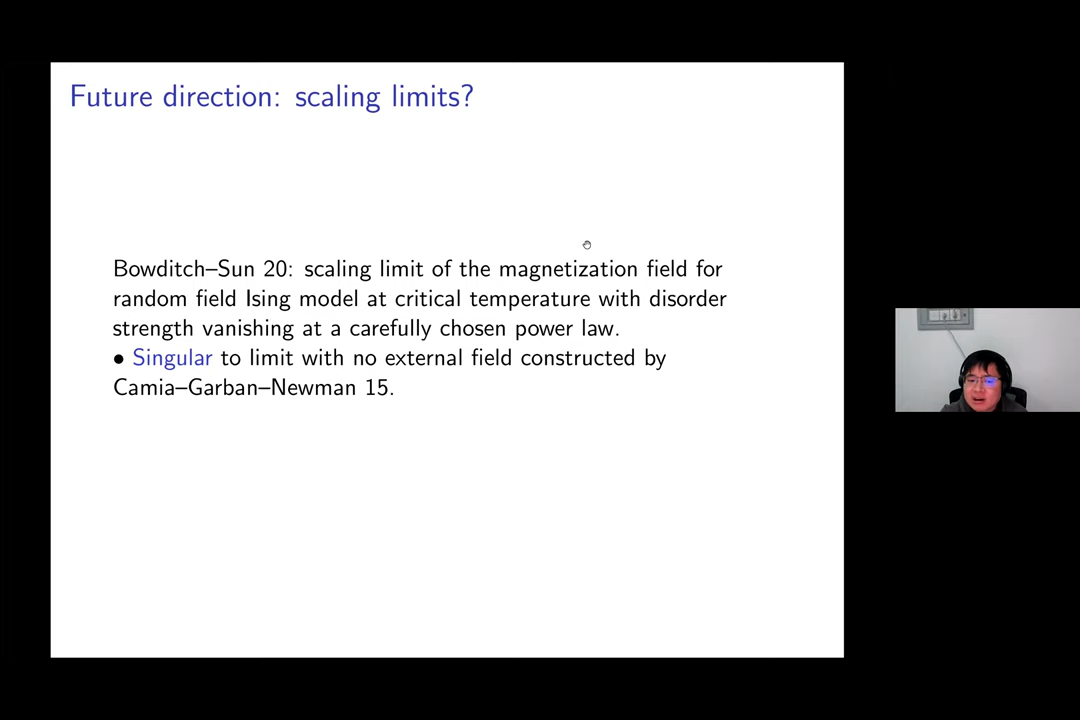 Future direction: scaling limits?
Bowditch–Sun 20: scaling limit of the magnetization field for
random field Ising model at critical temperature with disorder
strength vanishing at a carefully chosen power law.
• Singular to limit with no external field constructed by
Camia–Garban–Newman 15.